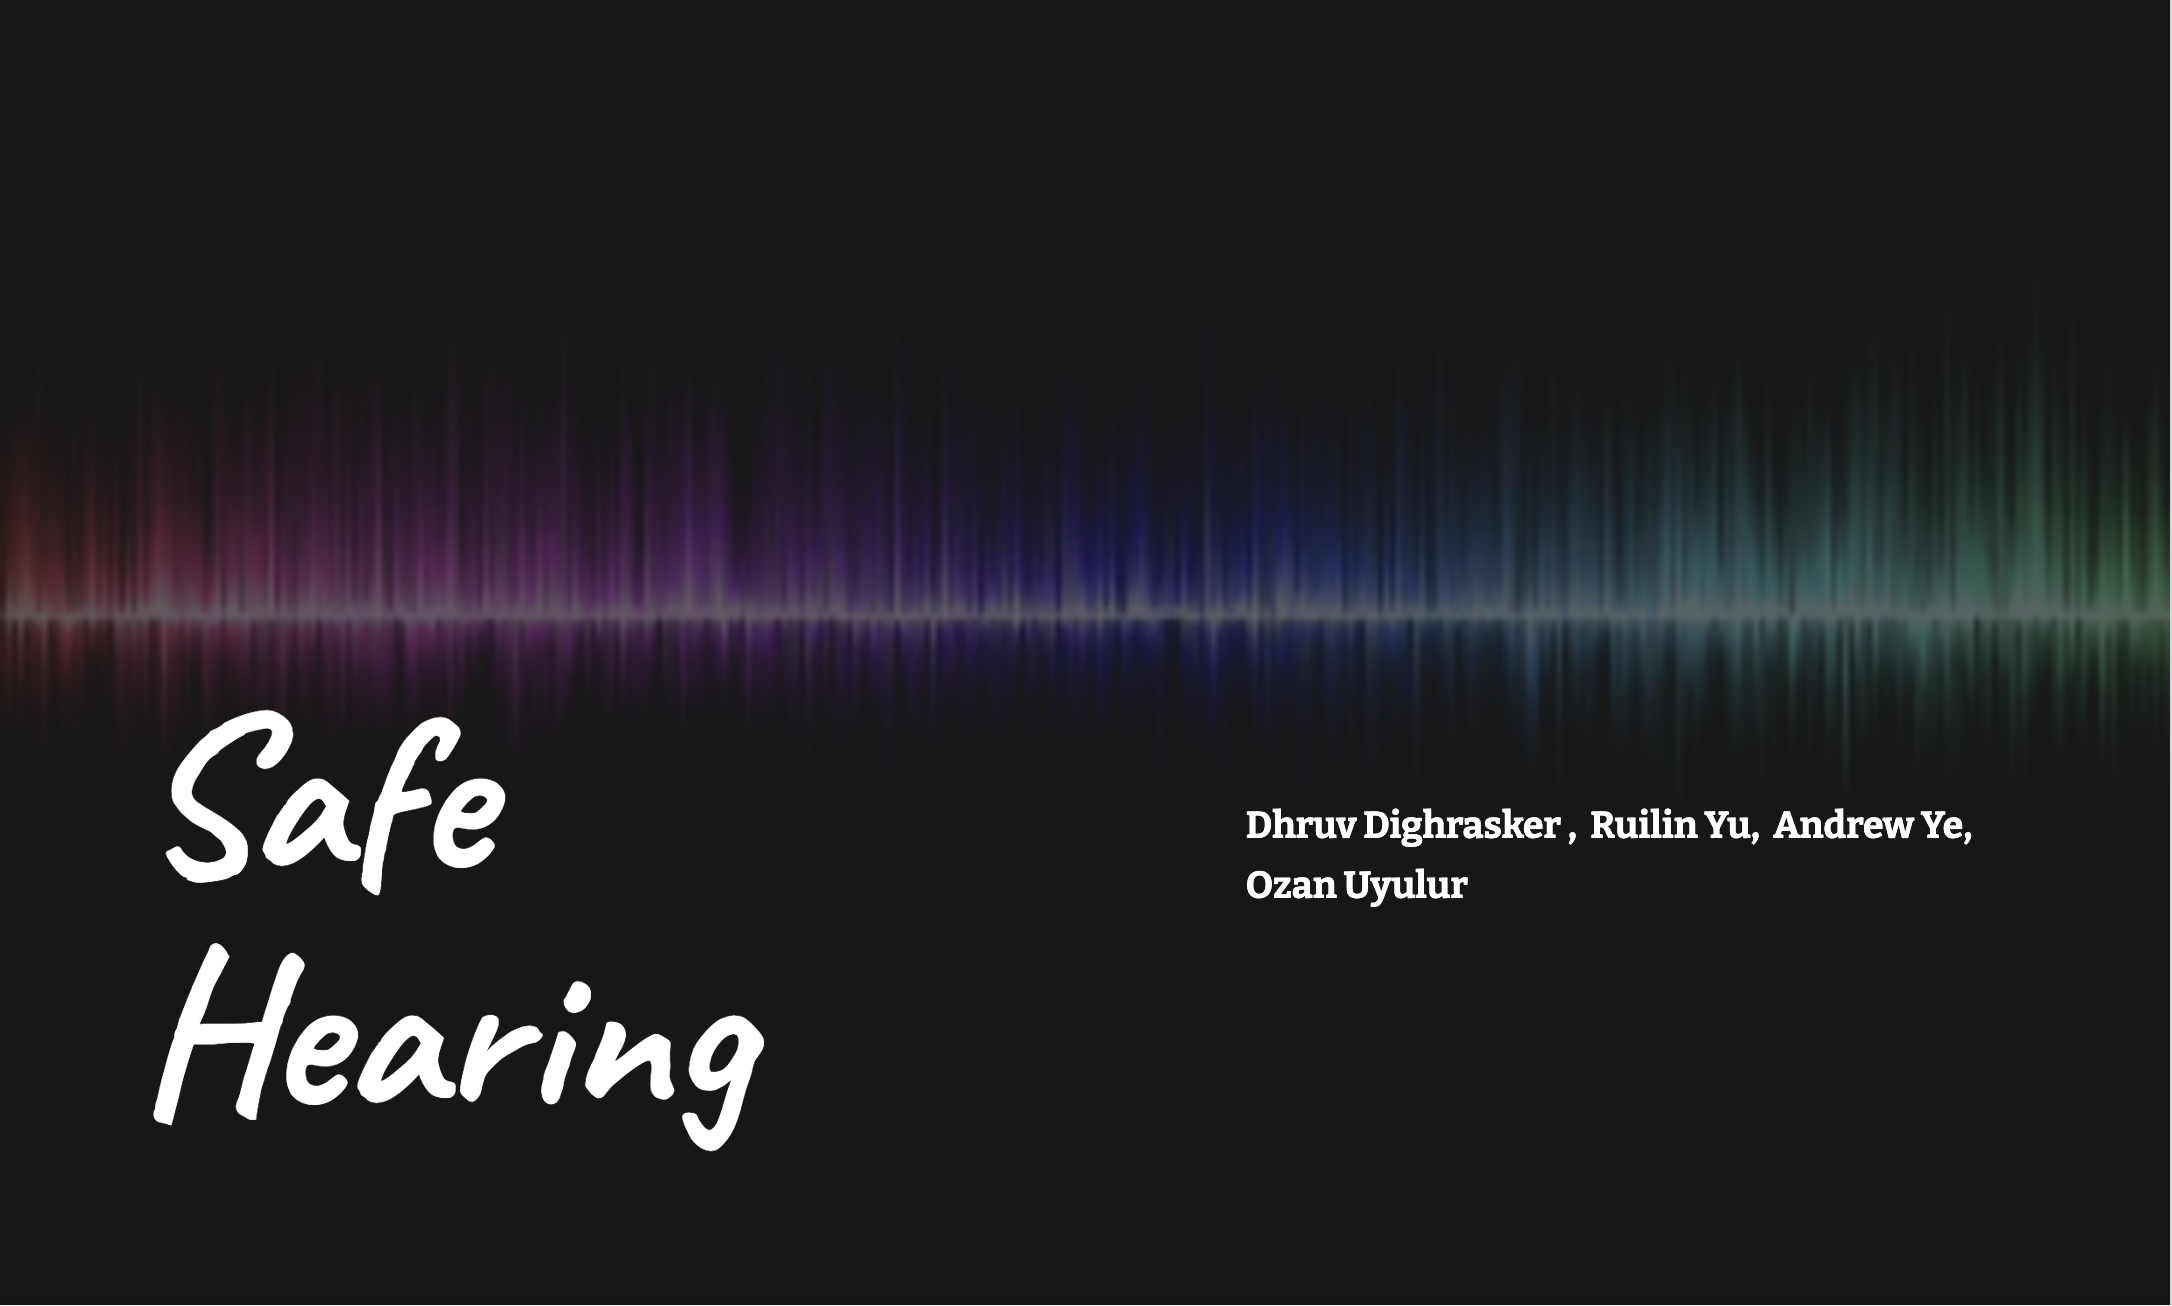 Safe
Hearing
Dhruv Dighrasker , Ruilin Yu, Andrew Ye,
Ozan Uyulur